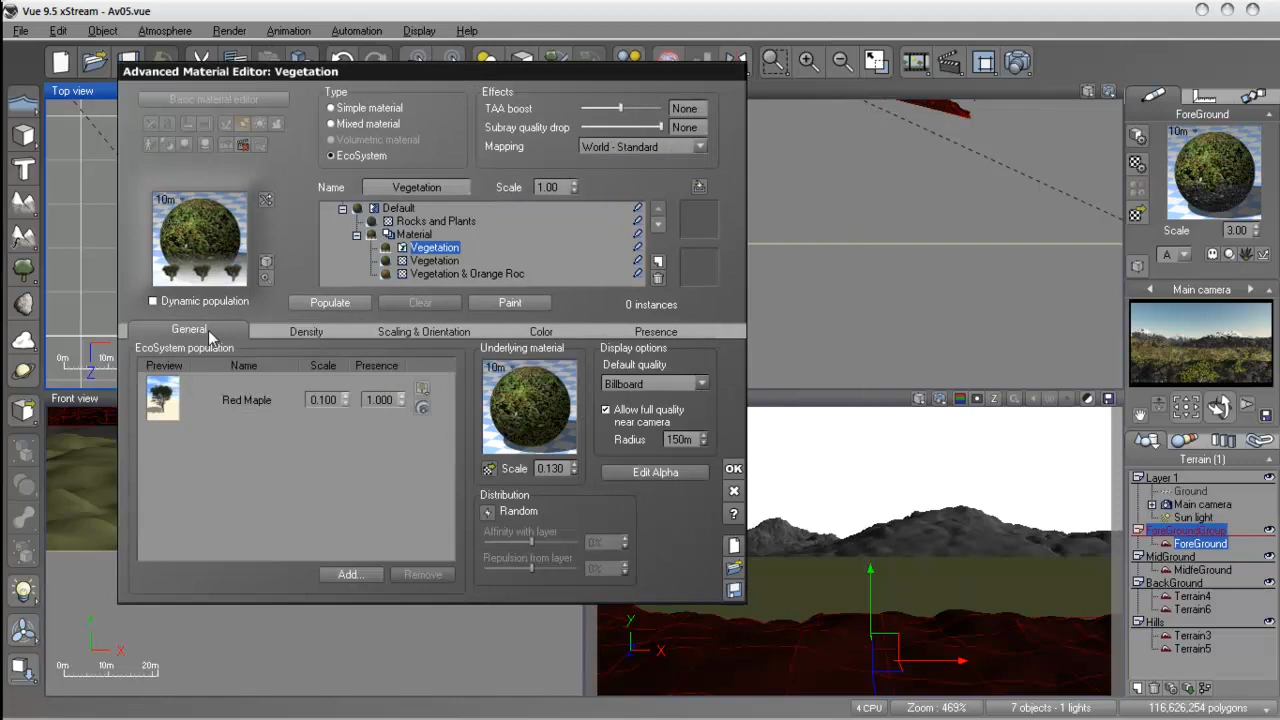 Vue 9.5 xStream - Av05.vue
File Edit Object Atmosphere Render Animation Automation Display Help
Advanced Material Editor: Vegetation
Top view
Basic material editor
Type
Simple material
Mixed material
Volumetric material
EcoSystem
Effects
TAA boost None
Subray quality drop None
Mapping World - Standard
Name Vegetation Scale 1.00
10m
Default
Rocks and Plants
Material
Vegetation
Vegetation
Vegetation & Orange Roc
Dynamic population Populate Clear Paint 0 instances
General Density Scaling & Orientation Color Presence
EcoSystem population
Preview Name Scale Presence
Red Maple 0.100 1.000
Add... Remove
Underlying material
10m
Scale 0.130
Distribution
Random
Affinity with layer 0%
Repulsion from layer 0%
Display options
Default quality
Billboard
Allow full quality
near camera
Radius 150m
Edit Alpha
OK
?
0m 10m
Z
Front view
Y
X
0m 10m 20m
Y
X
Z
ForeGround
10m
Scale 3.00
A
Main camera
Terrain (1)
Layer 1
Ground
Main camera
Sun light
ForeGroundGroup
ForeGround
MidGround
MidfeGround
BackGround
Terrain4
Terrain6
Hills
Terrain3
Terrain5
4 CPU Zoom : 469% 7 objects - 1 lights 116,626,254 polygons